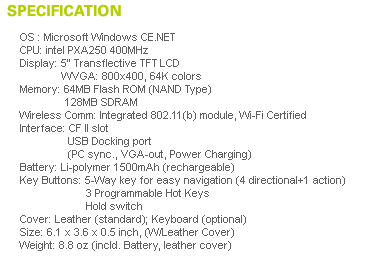 SPECIFICATION
OS : Microsoft Windows CE.NET
CPU: intel PXA250 400MHz
Display: 5" Transflective TFT LCD
WVGA: 800x400, 64K colors
Memory: 64MB Flash ROM (NAND Type)
128MB SDRAM
Wireless Comm: Integrated 802.11(b) module, Wi-Fi Certified
Interface: CF II slot
USB Docking port
(PC sync., VGA-out, Power Charging)
Battery: Li-polymer 1500mAh (rechargeable)
Key Buttons: 5-Way key for easy navigation (4 directional+1 action)
3 Programmable Hot Keys
Hold switch
Cover: Leather (standard); Keyboard (optional)
Size: 6.1 x 3.6 x 0.5 inch, (W/Leather Cover)
Weight: 8.8 oz (incld. Battery, leather cover)